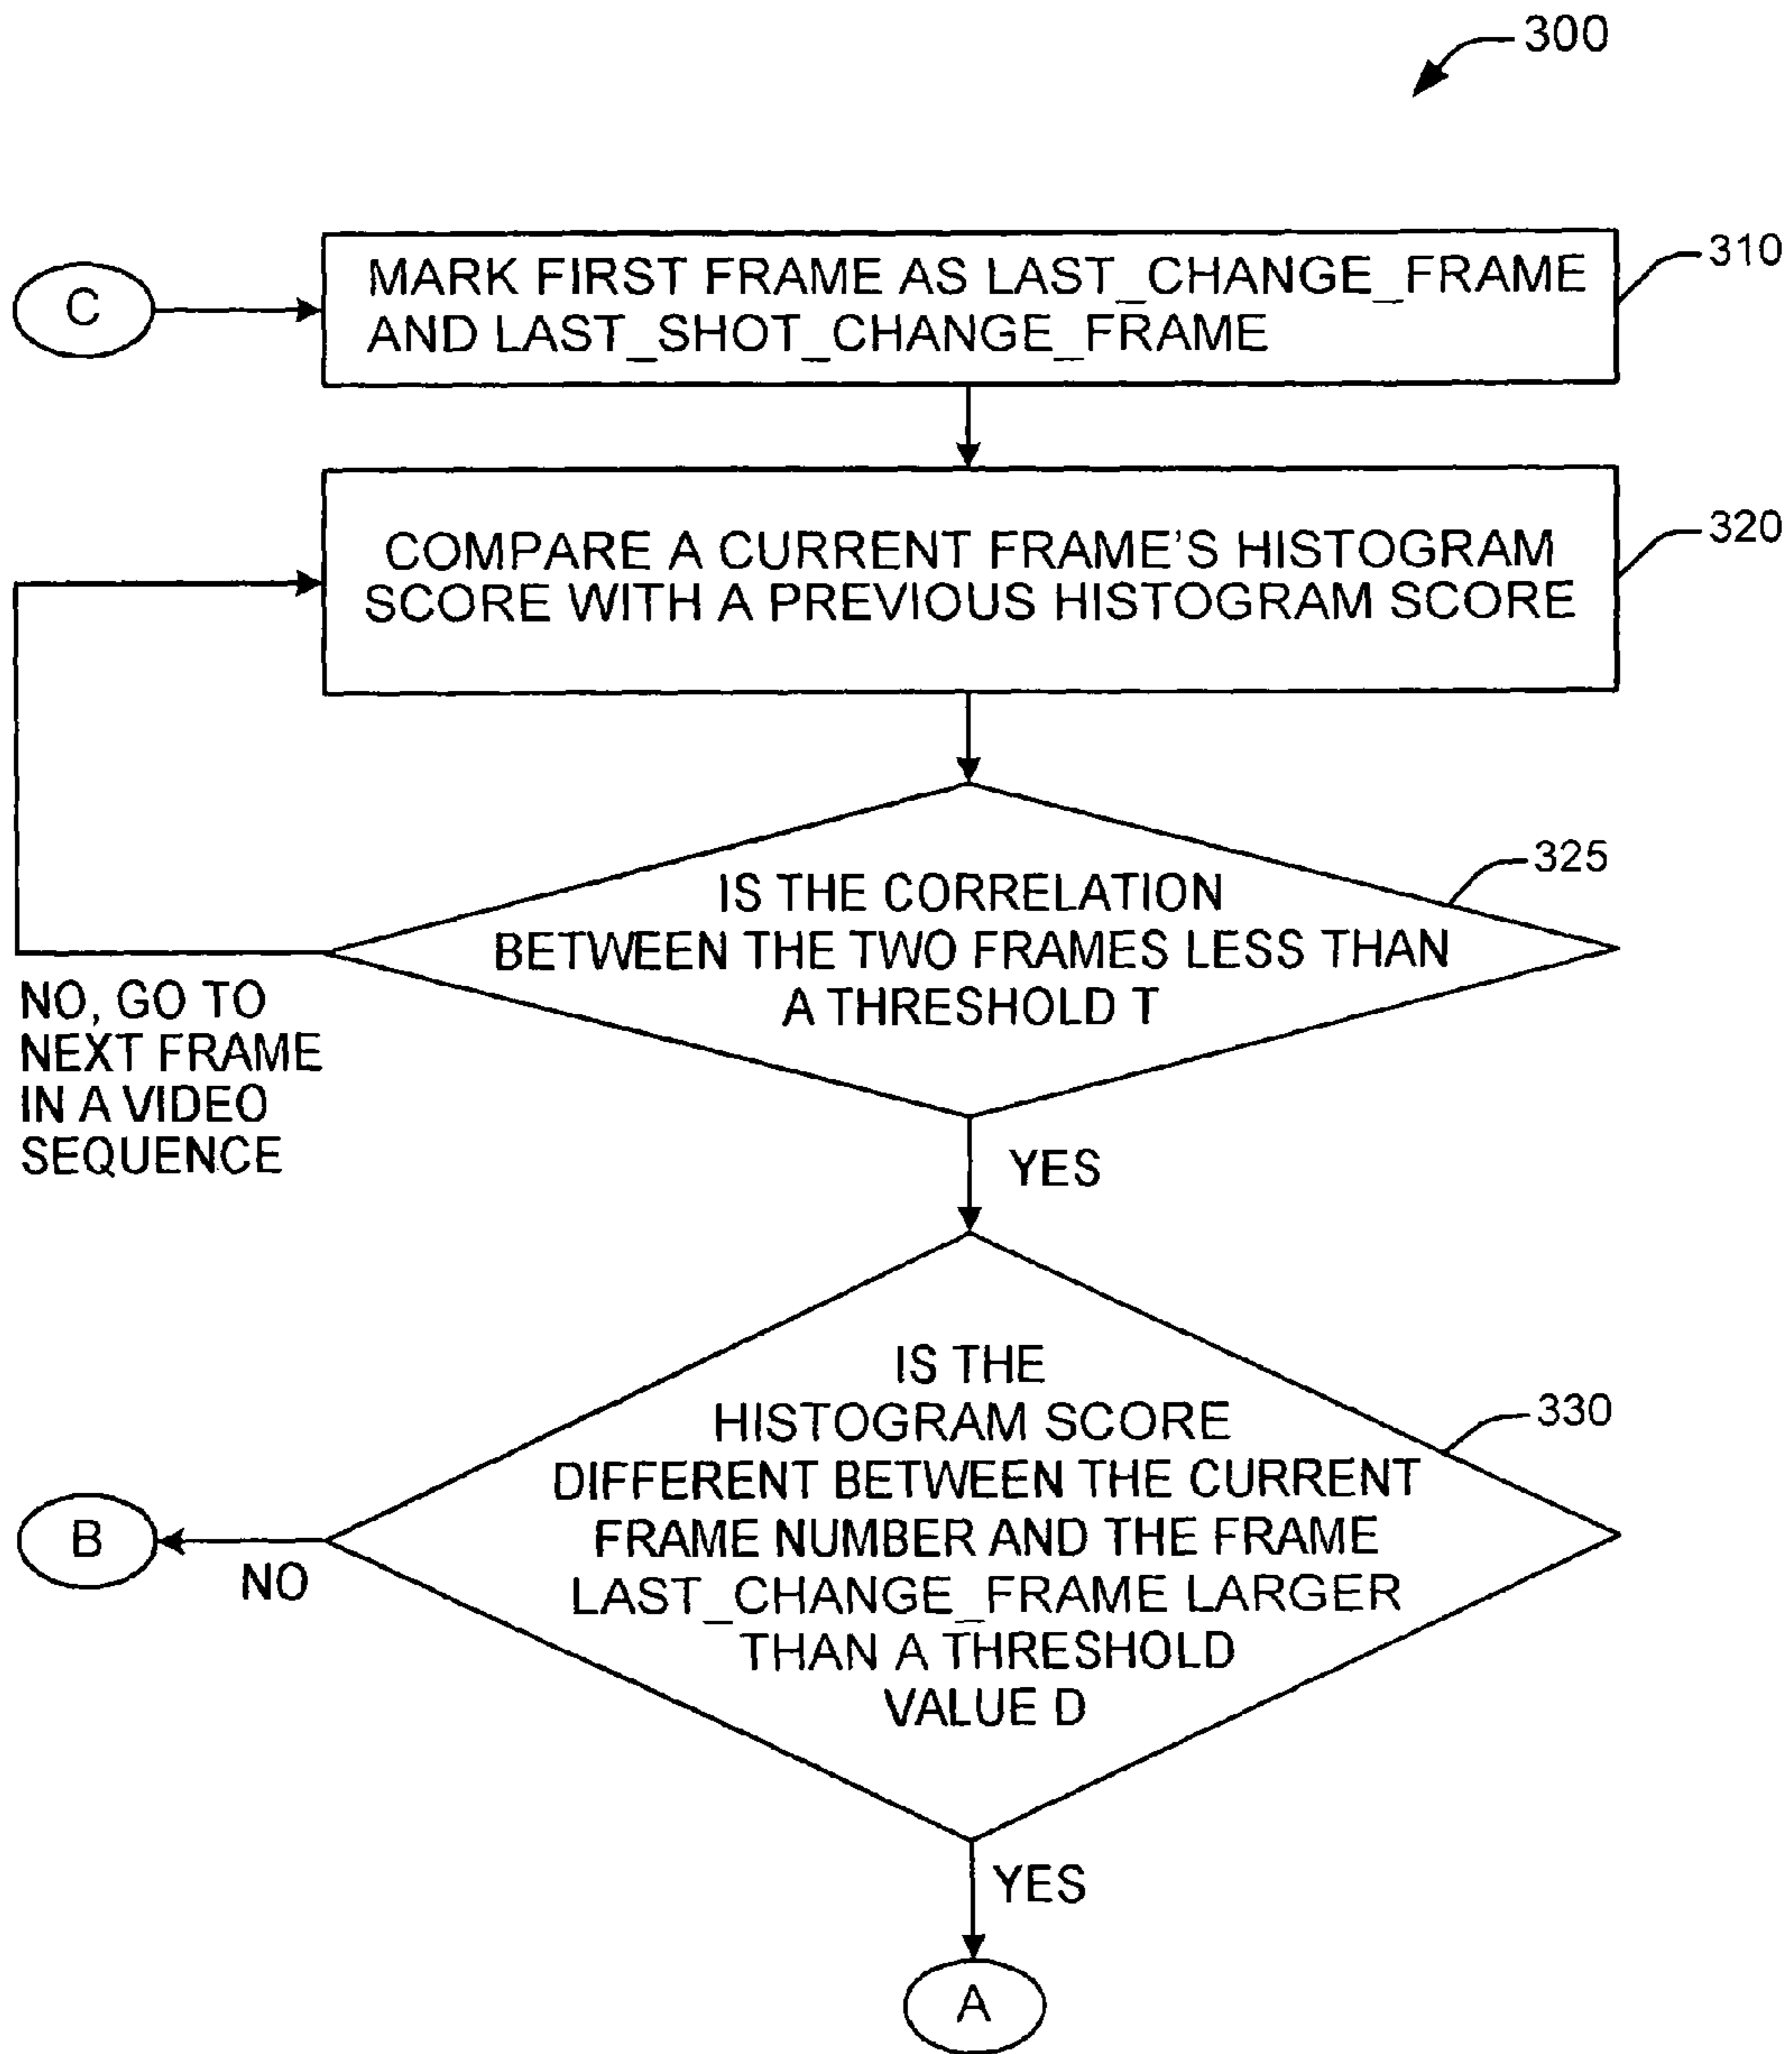 300
C
MARK FIRST FRAME AS LAST_CHANGE_FRAME
AND LAST_SHOT_CHANGE_FRAME
310
COMPARE A CURRENT FRAME'S HISTOGRAM
SCORE WITH A PREVIOUS HISTOGRAM SCORE
320
IS THE CORRELATION
BETWEEN THE TWO FRAMES LESS THAN
A THRESHOLD T
325
NO, GO TO
NEXT FRAME
IN A VIDEO
SEQUENCE
YES
IS THE
HISTOGRAM SCORE
DIFFERENT BETWEEN THE CURRENT
FRAME NUMBER AND THE FRAME
LAST_CHANGE_FRAME LARGER
THAN A THRESHOLD
VALUE D
330
B
NO
YES
A